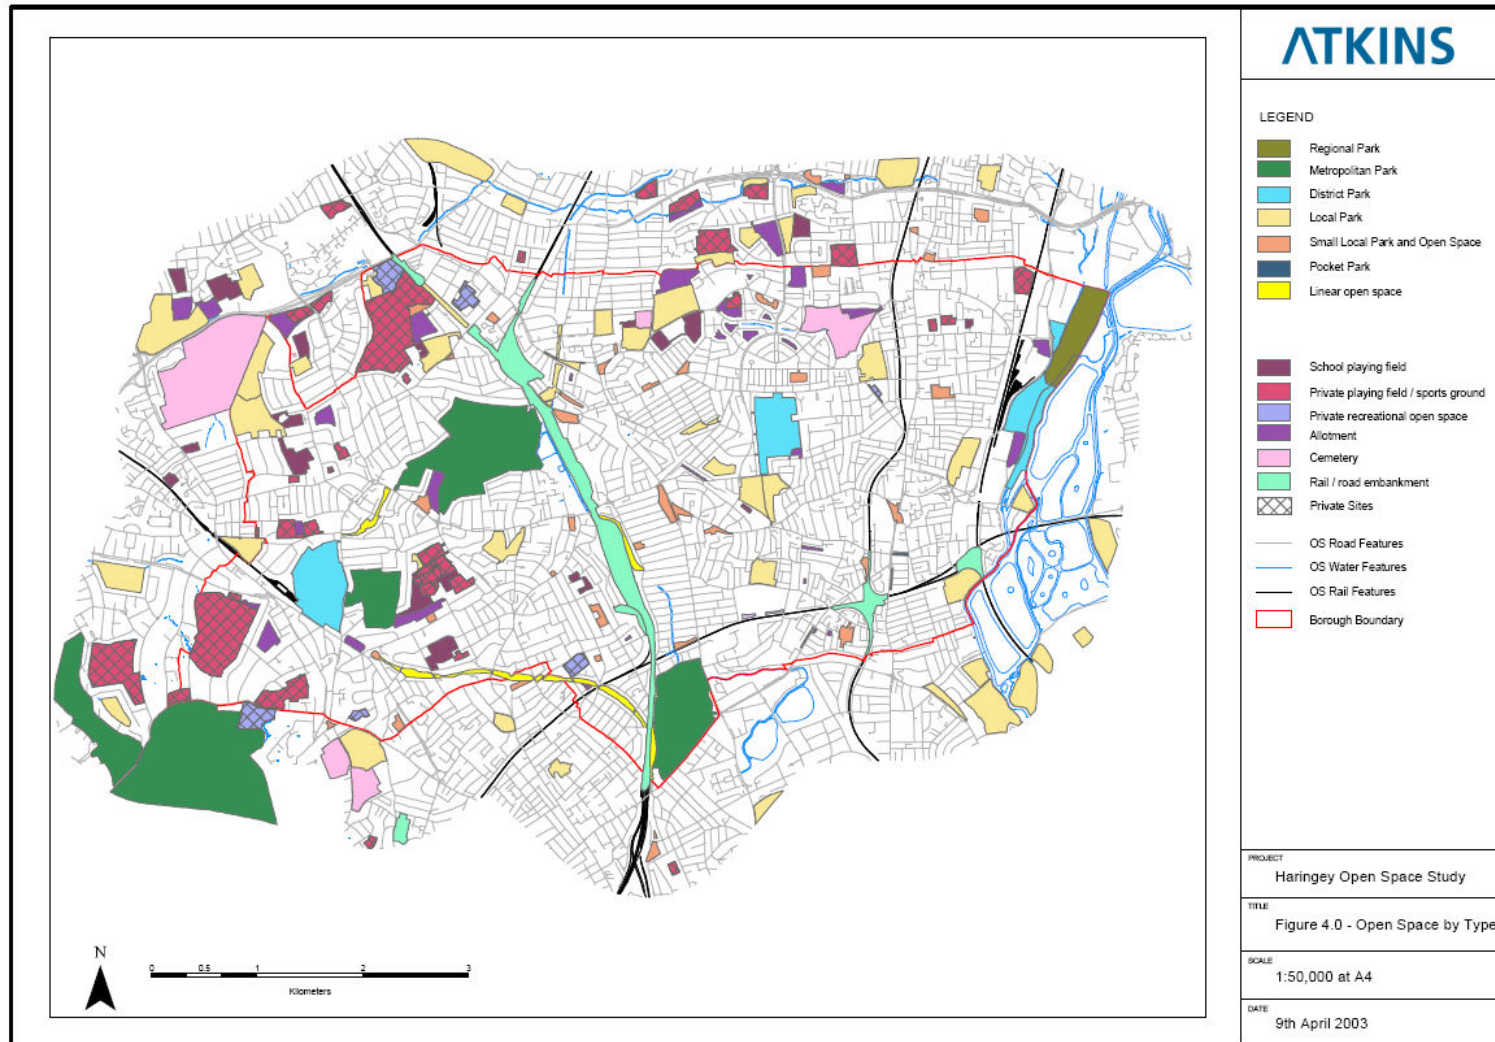 ATKINS
LEGEND
Regional Park
Metropolitan Park
District Park
Local Park
Small Local Park and Open Space
Pocket Park
Linear open space
School playing field
Private playing field / sports ground
Private recreational open space
Allotment
Cemetery
Rail / road embankment
Private Sites
OS Road Features
OS Water Features
OS Rail Features
Borough Boundary
PROJECT
Haringey Open Space Study
TITLE
Figure 4.0 - Open Space by Type
SCALE
1:50,000 at A4
DATE
9th April 2003
N
0 0.5 1 2 3
Kilometers